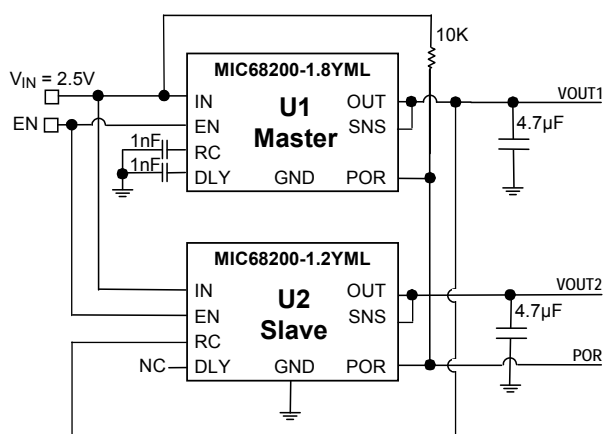 10K
MIC68200-1.8YML
VIN = 2.5V
IN
OUT
VOUT1
U1
EN
EN
SNS
Master
4.7µF
1nF
RC
1nF
DLY
GND
POR
MIC68200-1.2YML
IN
OUT
VOUT2
U2
EN
SNS
Slave
4.7µF
RC
NC
DLY
GND
POR
POR